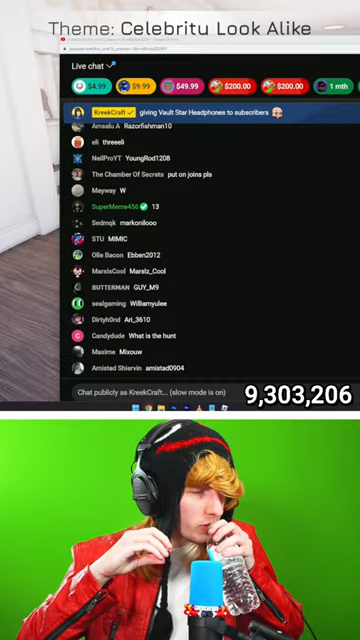 Theme: Celebritu Look Alike
Live chat
$4.99 $9.99 $49.99 $200.00 $200.00 1 mth
KreekCraft giving Vault Star Headphones to subscribers
Amsalu A Razorfishman10
eli threeeli
NeilProYT YoungRod1208
The Chamber Of Secrets put on joins pls
Mayway W
SuperMeme456 13
Sedmqk markonilooo
STU MIMIC
Olle Bacon Ebben2012
MarsIsCool Marslz_Cool
BUTTERMAN GUY_M9
sealgaming Williamyulee
Dirtyh0nd Ari_3610
Candydude What is the hunt
Maxime Mixouw
Amistad Shiervin amistad0904
Chat publicly as KreekCraft... (slow mode is on)
9,303,206